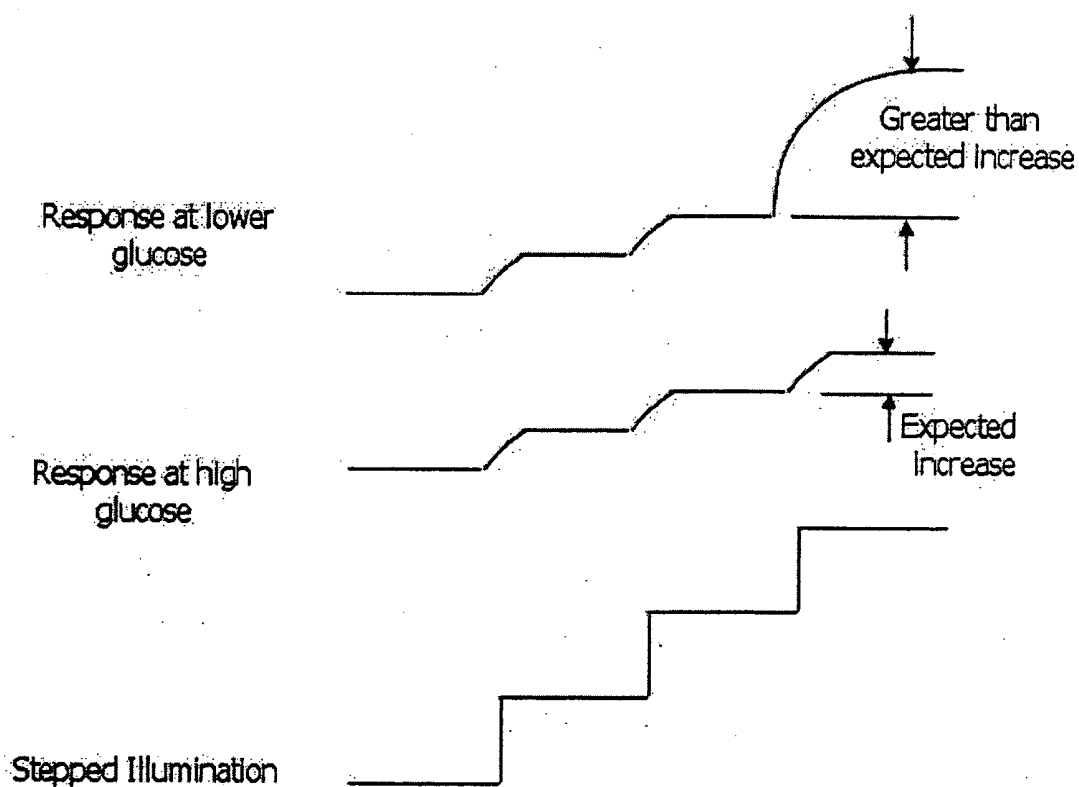 Greater than
expected increase
Response at lower
glucose
Expected
Increase
Response at high
glucose
Stepped Illumination